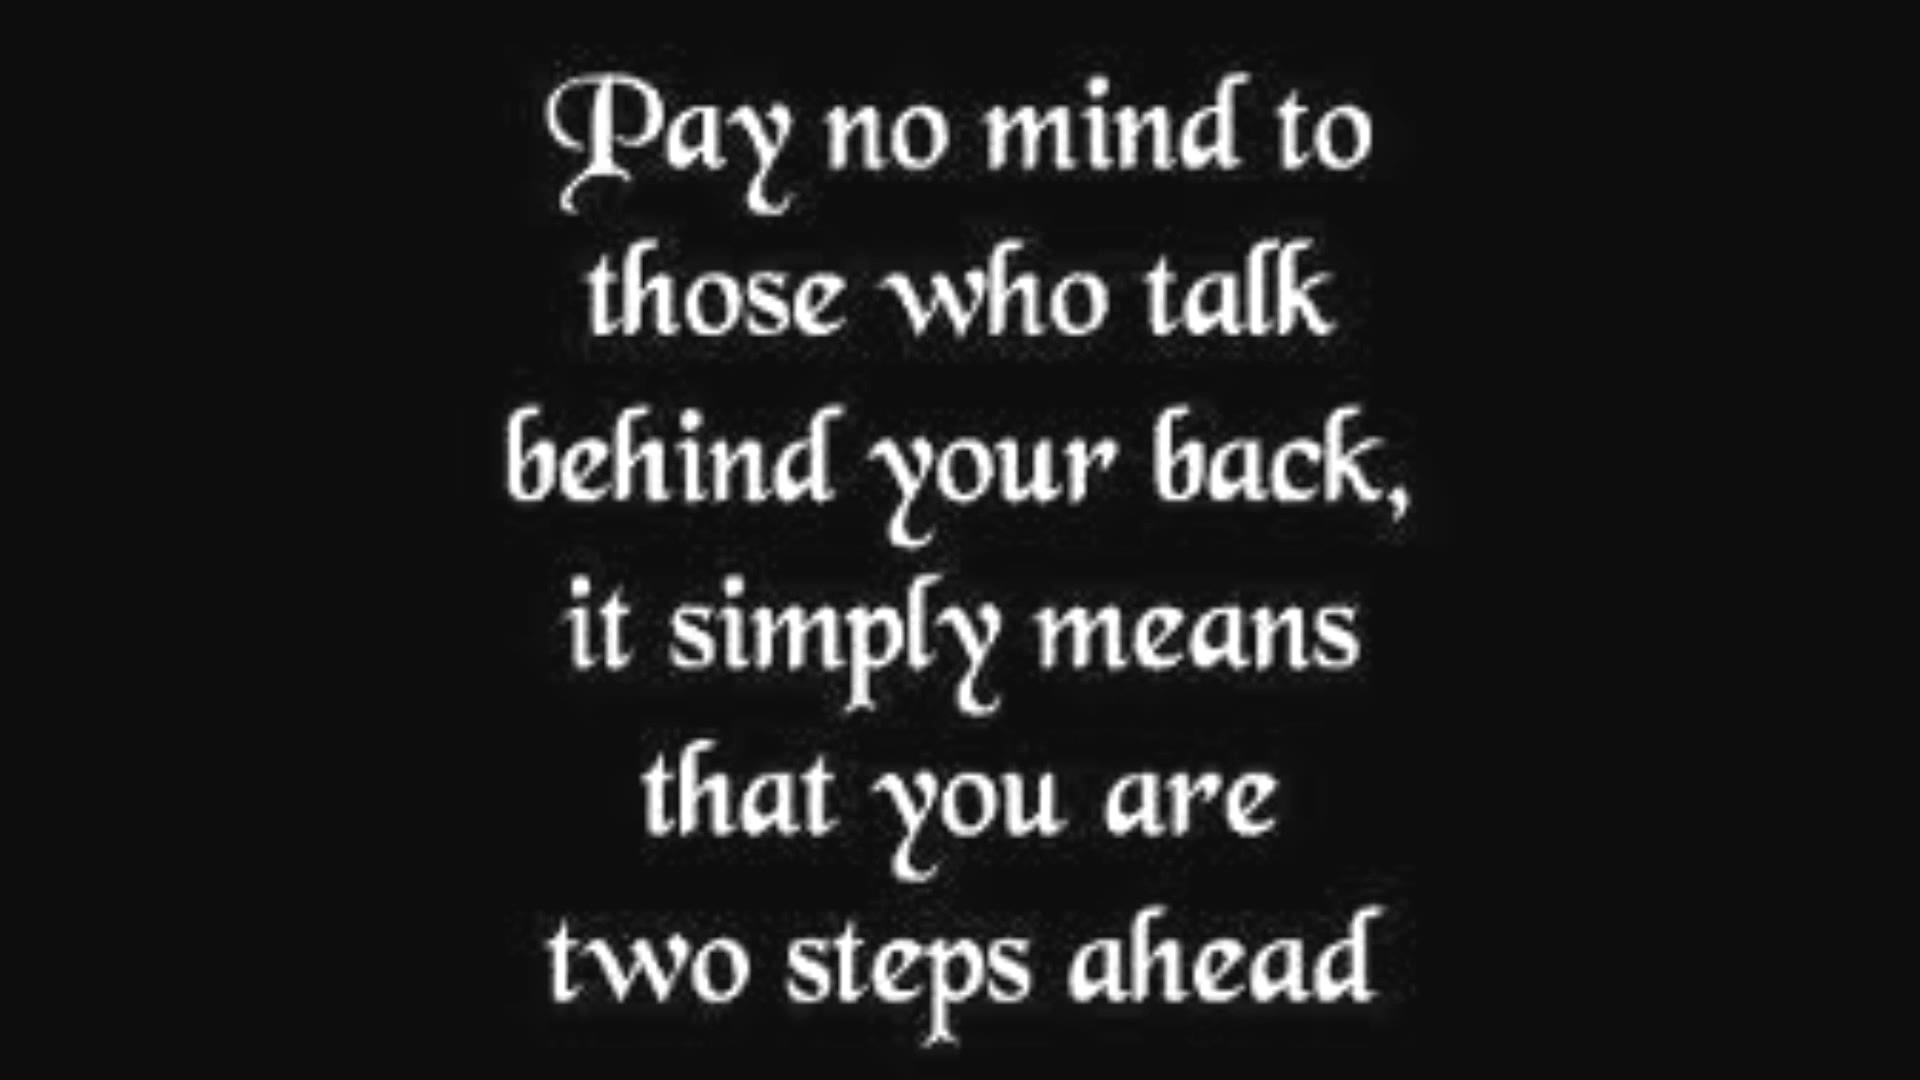 Pay no mind to
those who talk
behind your back,
it simply means
that you are
two steps ahead